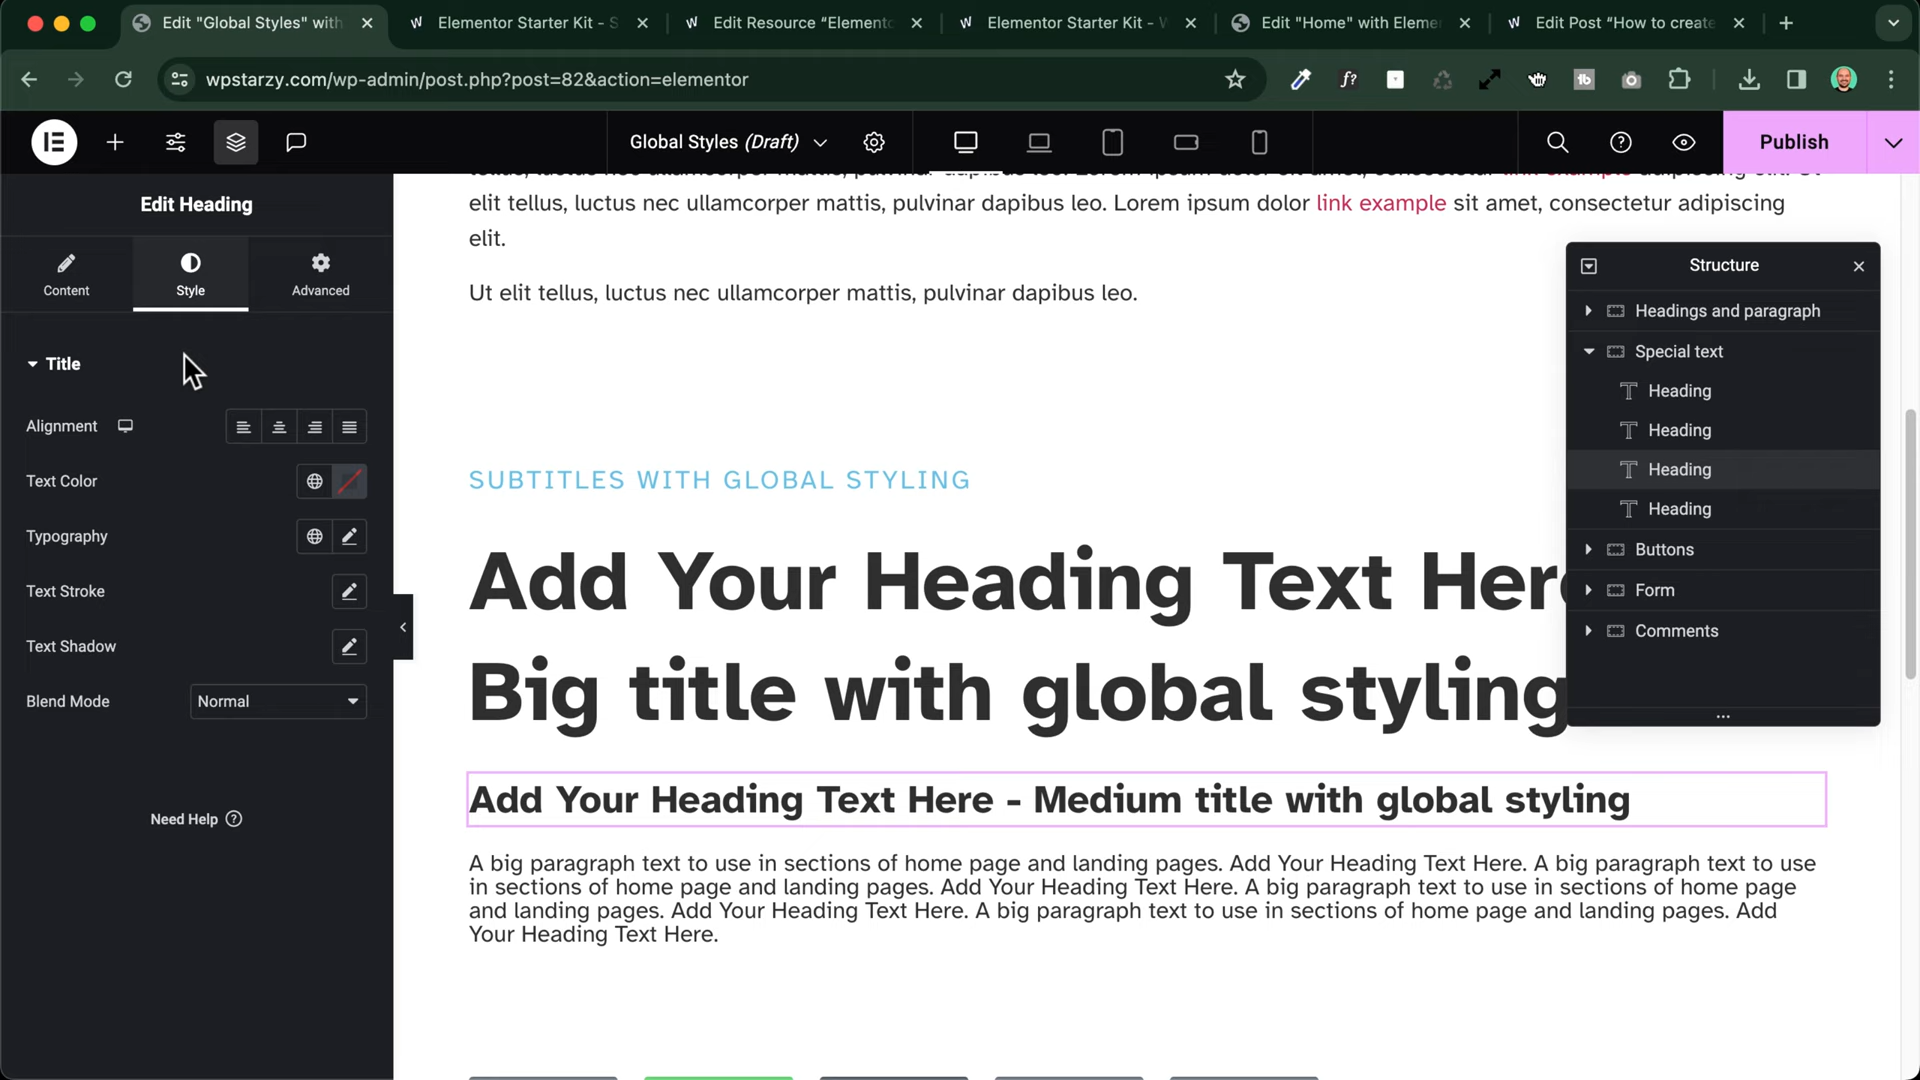 Edit "Global Styles" with
Elementor Starter Kit - S
Edit Resource “Elemento
Elementor Starter Kit - W
Edit "Home" with Eleme
Edit Post “How to create
wpstarzy.com/wp-admin/post.php?post=82&action=elementor
f?
tb
Global Styles (Draft)
Publish
Edit Heading
Content
Style
Advanced
Title
Alignment
Text Color
Typography
Text Stroke
Text Shadow
Blend Mode
Normal
Need Help
elit tellus, luctus nec ullamcorper mattis, pulvinar dapibus leo. Lorem ipsum dolor link example sit amet, consectetur adipiscing
elit.
Ut elit tellus, luctus nec ullamcorper mattis, pulvinar dapibus leo.
SUBTITLES WITH GLOBAL STYLING
Add Your Heading Text Here
Big title with global styling
Add Your Heading Text Here - Medium title with global styling
A big paragraph text to use in sections of home page and landing pages. Add Your Heading Text Here. A big paragraph text to use
in sections of home page and landing pages. Add Your Heading Text Here. A big paragraph text to use in sections of home page
and landing pages. Add Your Heading Text Here. A big paragraph text to use in sections of home page and landing pages. Add
Your Heading Text Here.
Structure
Headings and paragraph
Special text
Heading
Heading
Heading
Heading
Buttons
Form
Comments